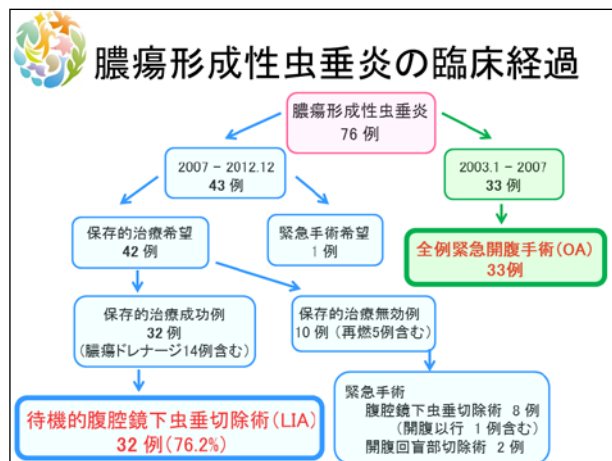 膿瘍形成性虫垂炎の臨床経過
膿瘍形成性虫垂炎
76 例
2007 – 2012.12
43 例
2003.1 – 2007
33 例
保存的治療希望
42 例
緊急手術希望
1 例
全例緊急開腹手術(OA)
33例
保存的治療成功例
32 例
(膿瘍ドレナージ14例含む)
保存的治療無効例
10 例 (再燃5例含む)
待機的腹腔鏡下虫垂切除術(LIA)
32 例(76.2%)
緊急手術
腹腔鏡下虫垂切除術 8 例
(開腹以行 1 例含む)
開腹回盲部切除術 2 例